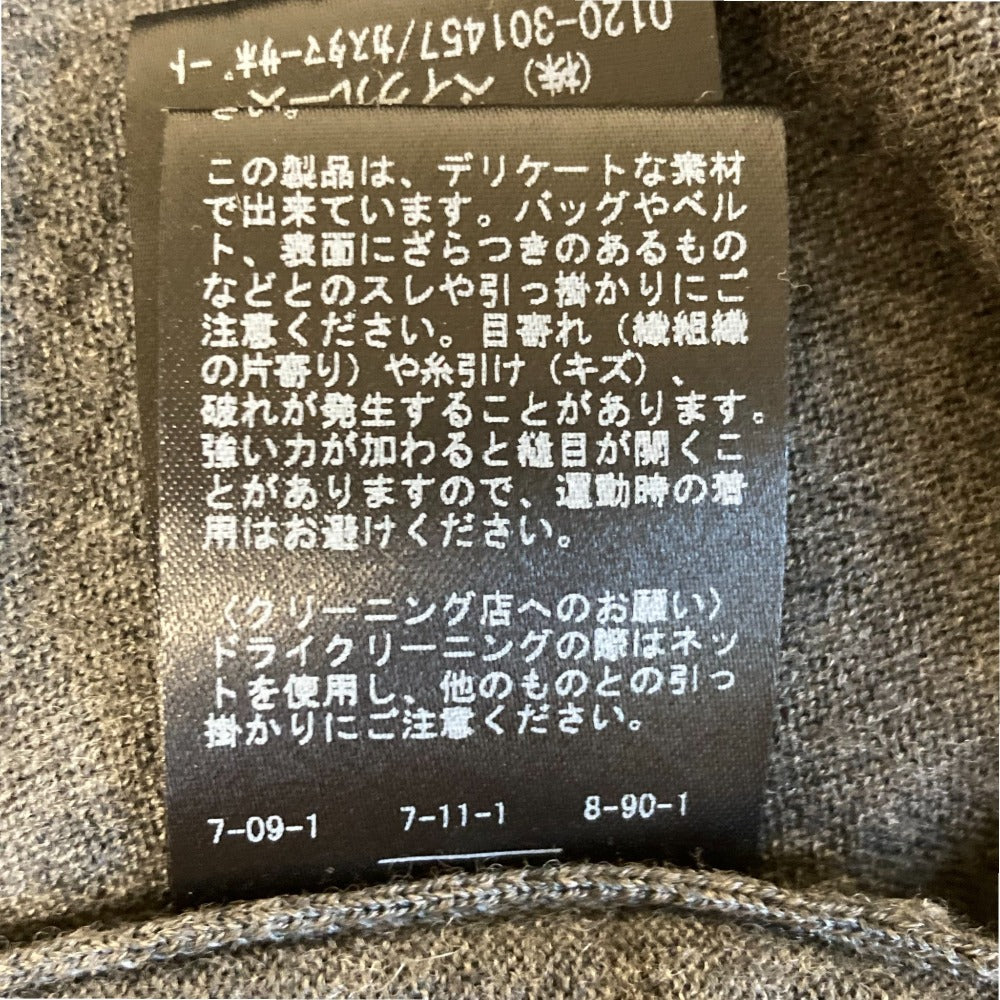 0120-301457/カスタマーサポート
(株) ベイクルーズ
この製品は、デリケートな素材
で出来ています。バッグやベル
ト、表面にざらつきのあるもの
などとのスレや引っ掛かりにご
注意ください。目寄れ（繊組織
の片寄り）や糸引け（キズ）、
破れが発生することがあります。
強い力が加わると縫目が開くこ
とがありますので、運動時の着
用はお避けください。
〈クリーニング店へのお願い〉
ドライクリーニングの際はネッ
トを使用し、他のものとの引っ
掛かりにご注意ください。
7-09-1 7-11-1 8-90-1